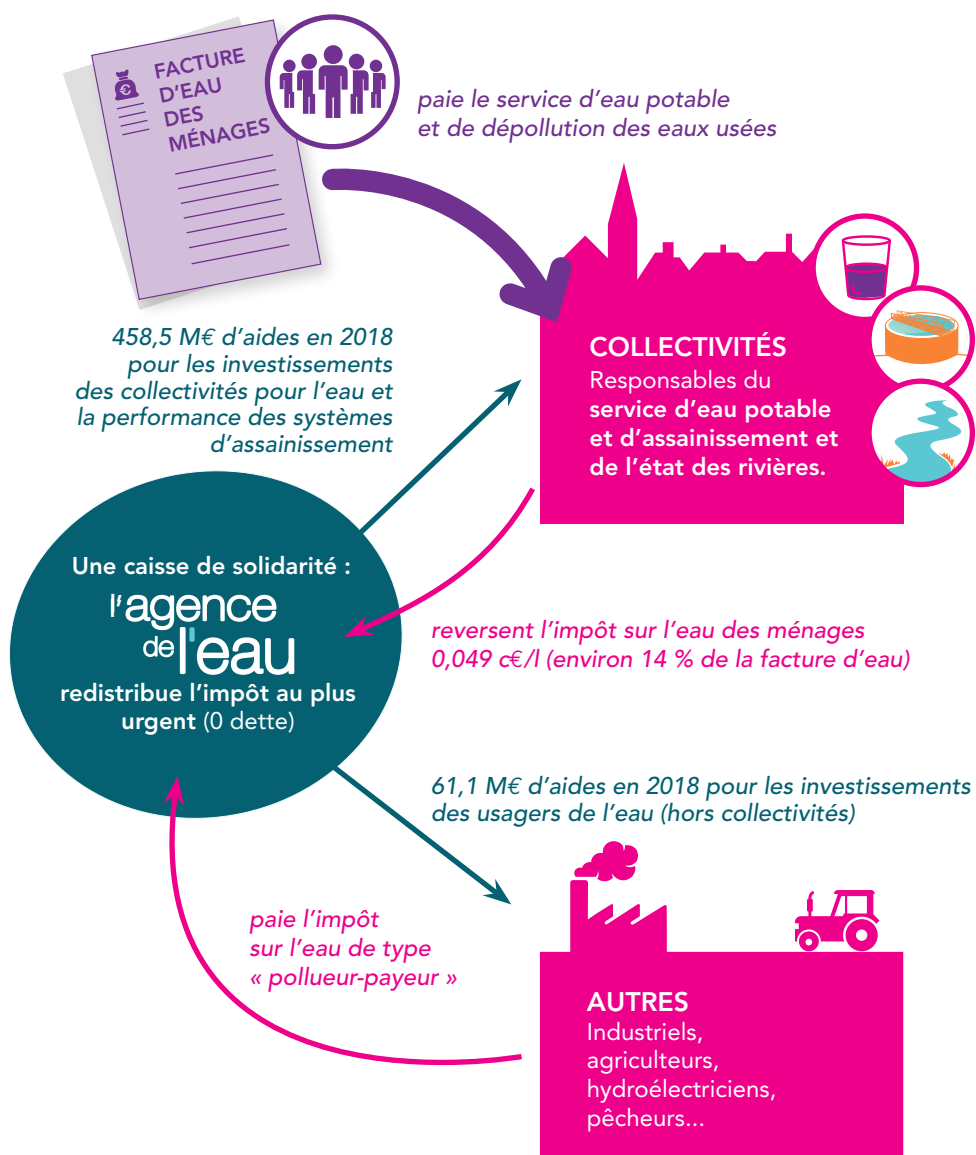 FACTURE
D'EAU
DES
MÉNAGES
€
paie le service d'eau potable
et de dépollution des eaux usées
458,5 M€ d'aides en 2018
pour les investissements
des collectivités pour l'eau et
la performance des systèmes
d'assainissement
COLLECTIVITÉS
Responsables du
service d'eau potable
et d'assainissement et
de l'état des rivières.
Une caisse de solidarité :
l'agence
de l'eau
redistribue l'impôt au plus
urgent (0 dette)
reversent l'impôt sur l'eau des ménages
0,049 c€/l (environ 14 % de la facture d'eau)
61,1 M€ d'aides en 2018 pour les investissements
des usagers de l'eau (hors collectivités)
paie l'impôt
sur l'eau de type
« pollueur-payeur »
AUTRES
Industriels,
agriculteurs,
hydroélectriciens,
pêcheurs...